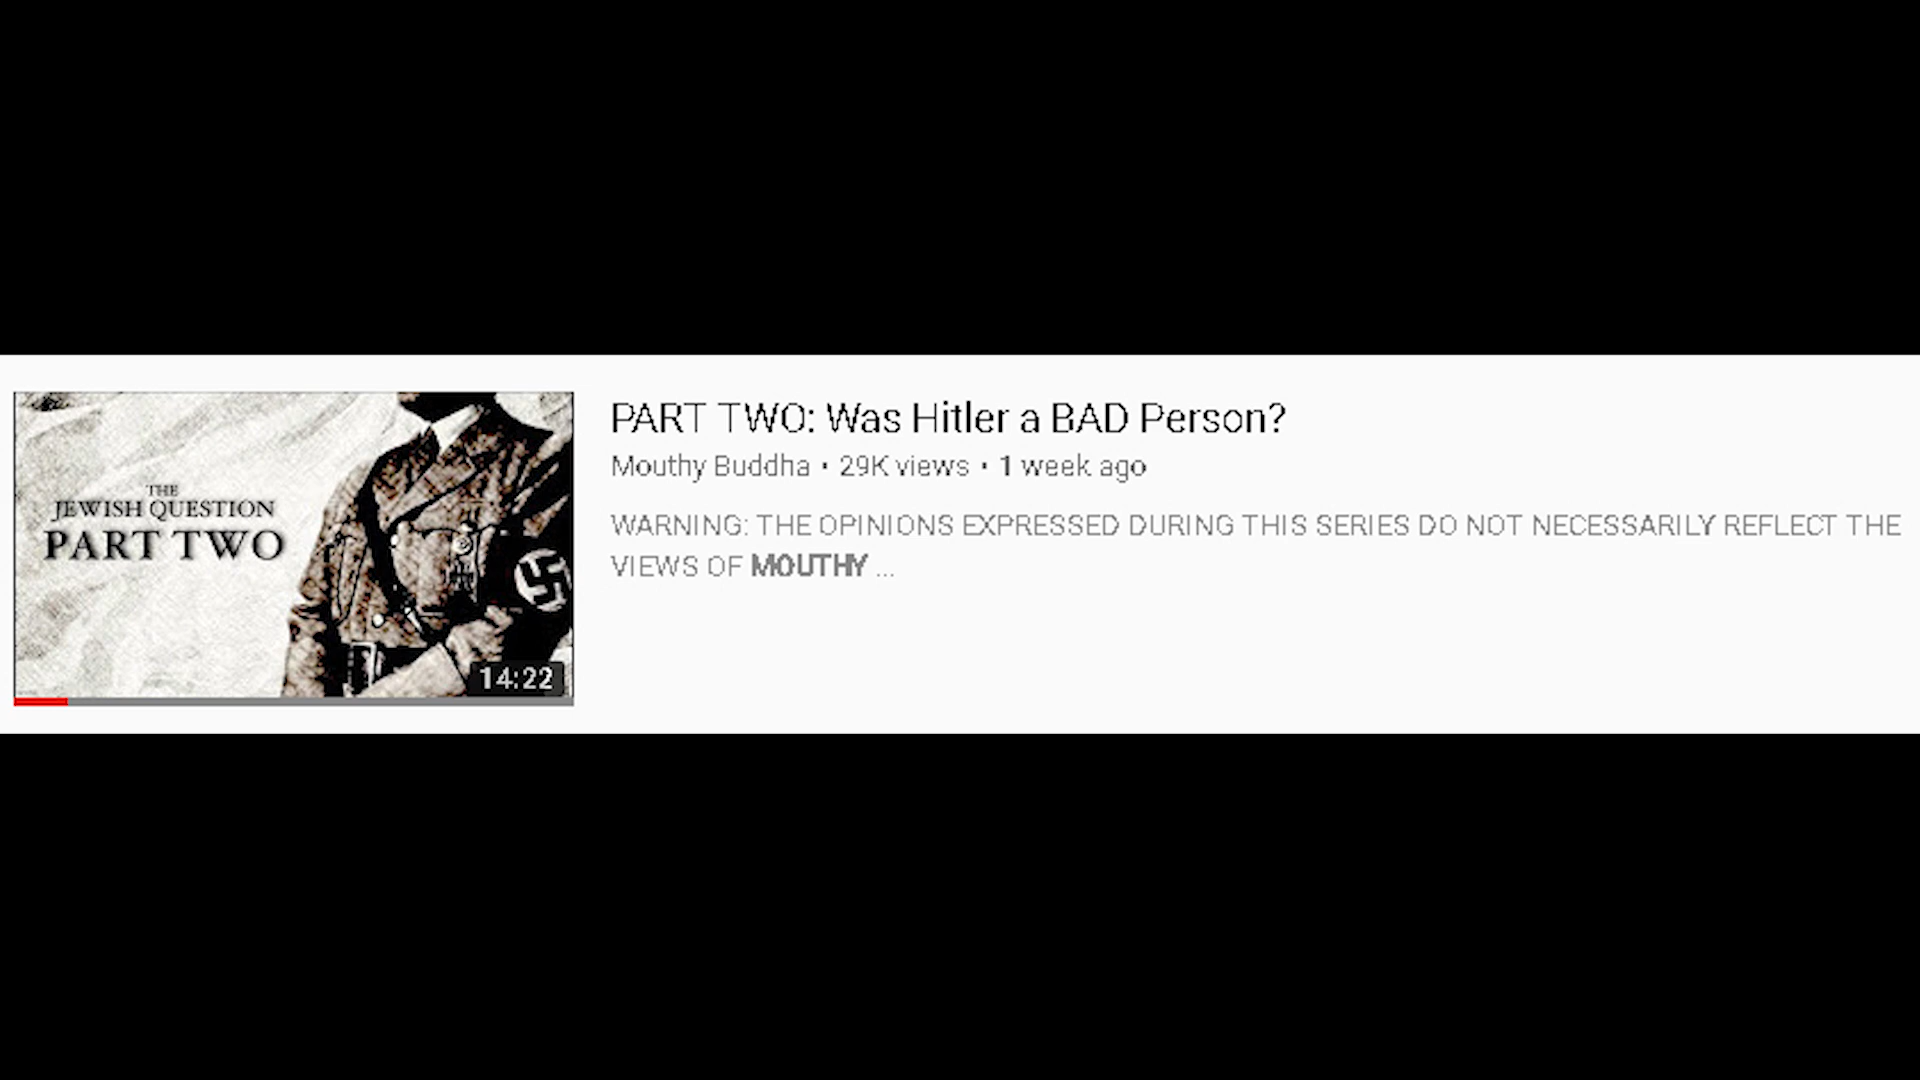 THE
JEWISH QUESTION
PART TWO
14:22
PART TWO: Was Hitler a BAD Person?
Mouthy Buddha • 29K views • 1 week ago
WARNING: THE OPINIONS EXPRESSED DURING THIS SERIES DO NOT NECESSARILY REFLECT THE
VIEWS OF MOUTHY ...